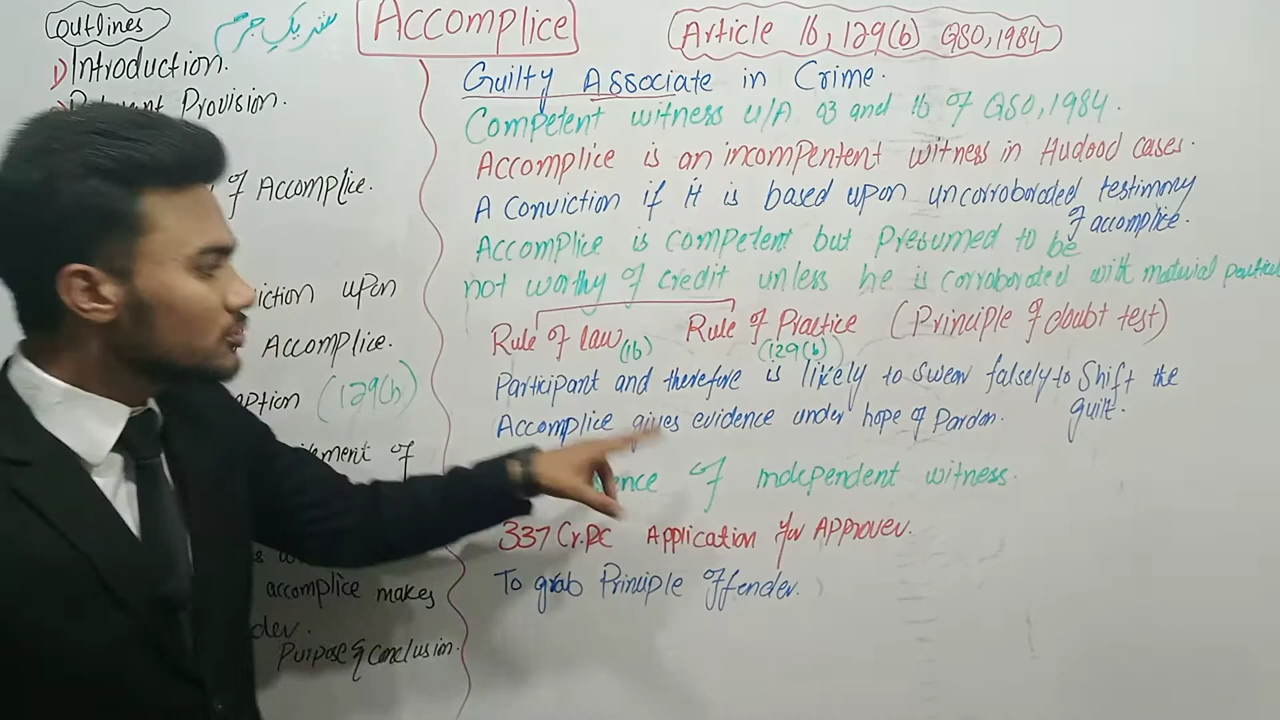 Outlines
شریکِ جرم
Accomplice
Article 16, 129(b) QSO, 1984
1) Introduction.
Provision.
of Accomplice.
upon
Accomplice.
(129(b)
of
accomplice makes
Purpose & Conclusion.
Guilty Associate in Crime.
Competent witness u/A 03 and 16 of QSO, 1984.
Accomplice is an incompentent witness in Hudood cases.
A Conviction if it is based upon uncorroboraded testimony
of accomplice.
Accomplice is competent but presumed to be
not worthy of credit unless he is corroborated with material
Rule of law (16) Rule of Practice (129(b)) (Principle of doubt test)
Participant and therefore is likely to swear falsely to Shift the
guilt.
Accomplice gives evidence under hope of Pardon.
of independent witness.
337 Cr.PC Application for Approver.
To grab Principle Offender.